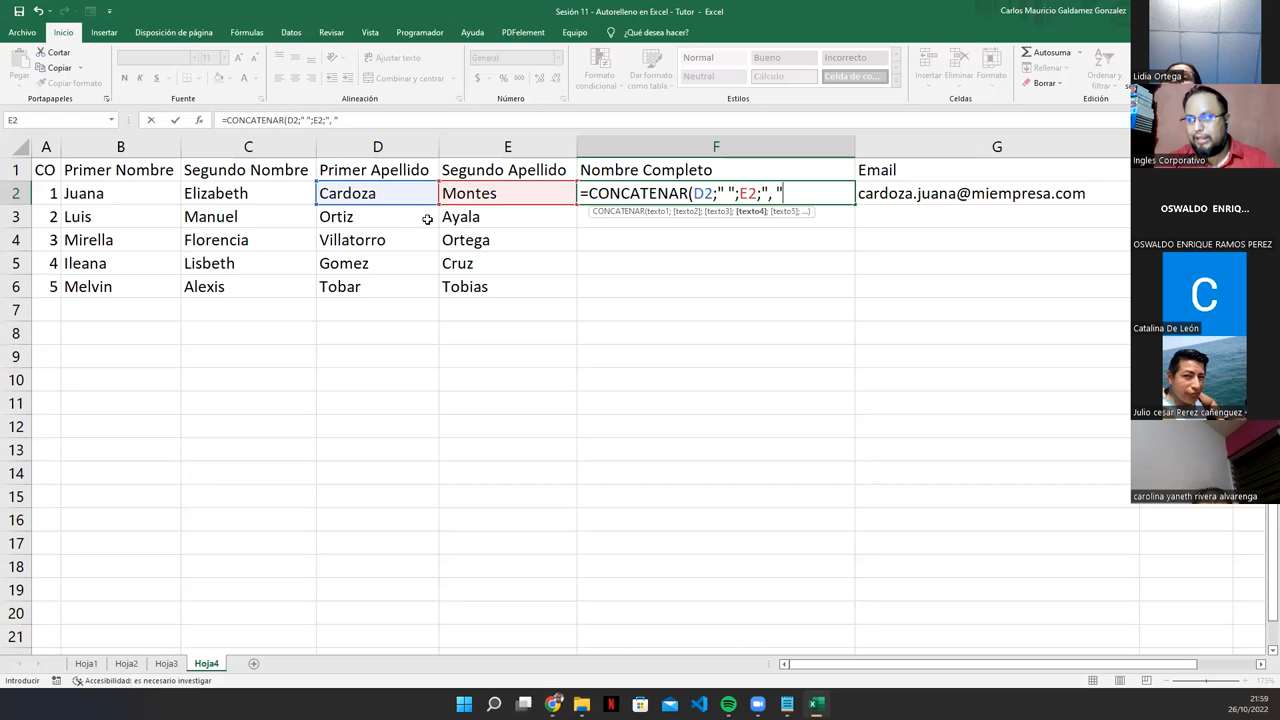 Sesión 11 - Autorelleno en Excel - Tutor - Excel
Carlos Mauricio Galdamez Gonzalez
Archivo Inicio Insertar Disposición de página Fórmulas Datos Revisar Vista Programador Ayuda PDFelement Equipo ¿Qué desea hacer?
Pegar
Cortar
Copiar
Copiar formato
Portapapeles
11
N K S
Fuente
Ajustar texto
Combinar y centrar
Alineación
$ % 000
Número
Formato condicional
Dar formato como tabla
Normal Bueno Incorrecto
Neutral Cálculo Celda de co...
Estilos
Insertar Eliminar Formato
Celdas
Autosuma
Rellenar
Borrar
Ordenar y filtrar
Edición
E2 =CONCATENAR(D2;" ";E2;", "
A B C D E F G
1 CO Primer Nombre Segundo Nombre Primer Apellido Segundo Apellido Nombre Completo Email
2 1 Juana Elizabeth Cardoza Montes =CONCATENAR(D2;" ";E2;", " cardoza.juana@miempresa.com
CONCATENAR(texto1; [texto2]; [texto3]; [texto4]; [texto5]; ...)
3 2 Luis Manuel Ortiz Ayala
4 3 Mirella Florencia Villatorro Ortega
5 4 Ileana Lisbeth Gomez Cruz
6 5 Melvin Alexis Tobar Tobias
7
8
9
10
11
12
13
14
15
16
17
18
19
20
21
Lidia Ortega
Ingles Corporativo
OSWALDO ENRIQ...
OSWALDO ENRIQUE RAMOS PEREZ
C
Catalina De León
Julio cesar Perez cañenguez
carolina yaneth rivera alvarenga
Hoja1 Hoja2 Hoja3 Hoja4
Introducir Accesibilidad: es necesario investigar
175%
21:59
26/10/2022